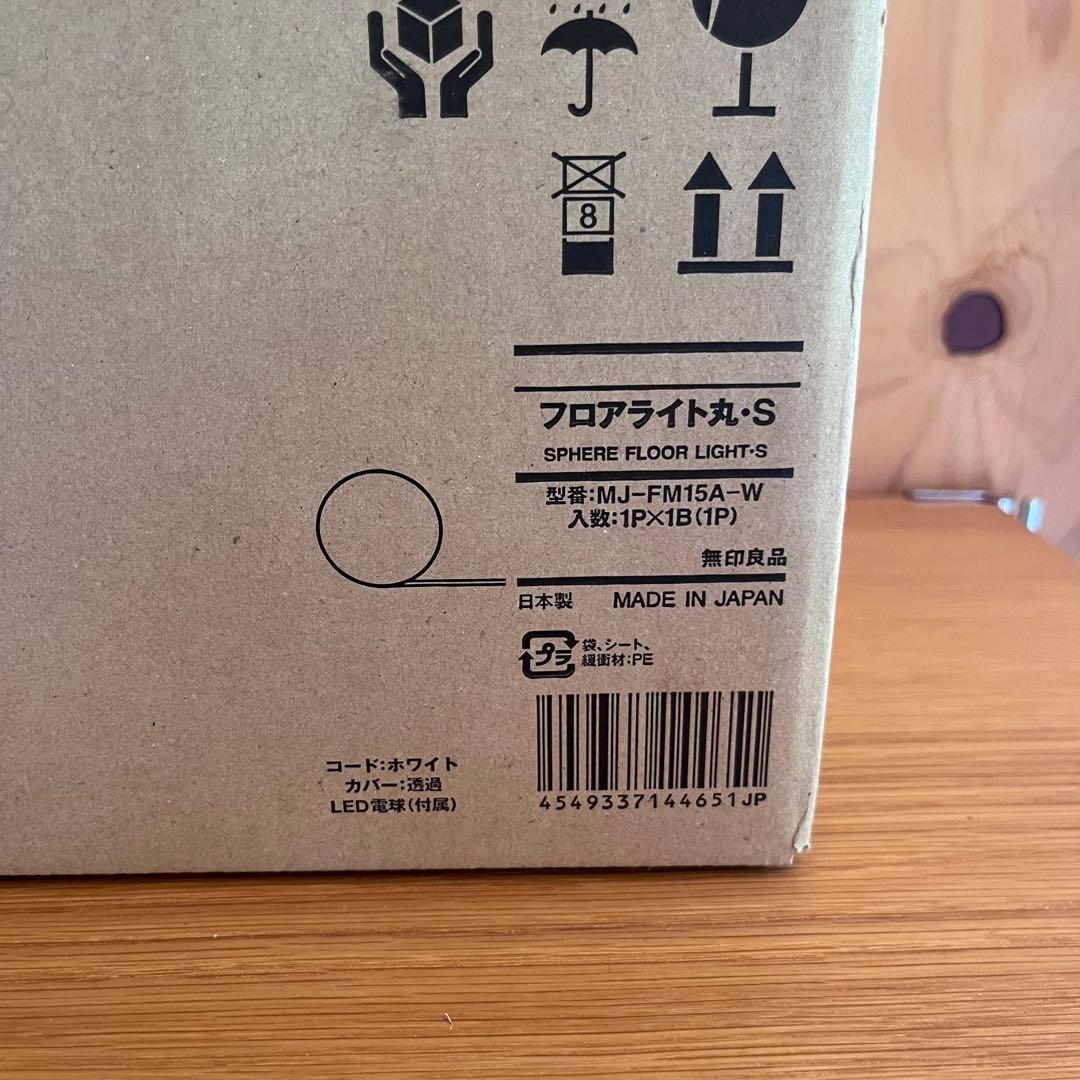 8
フロアライト丸・S
SPHERE FLOOR LIGHT・S
型番:MJ-FM15A-W
入数:1P×1B(1P)
無印良品
日本製 MADE IN JAPAN
プラ 袋、シート、
緩衝材:PE
コード:ホワイト
カバー:透過
LED電球(付属)
4549337144651JP